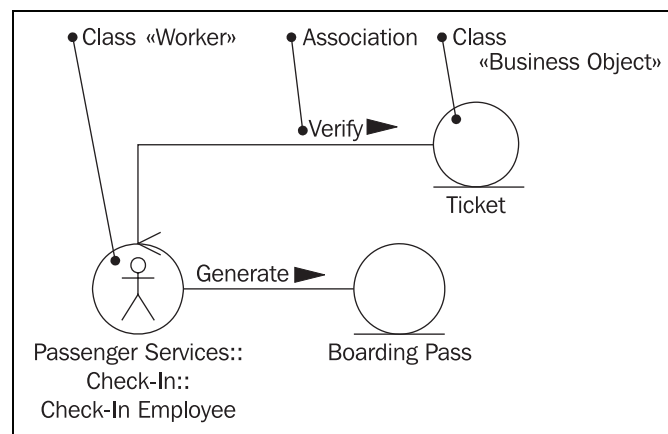 Class «Worker»
Association
Class
«Business Object»
Verify
Ticket
Generate
Passenger Services::
Check-In::
Check-In Employee
Boarding Pass